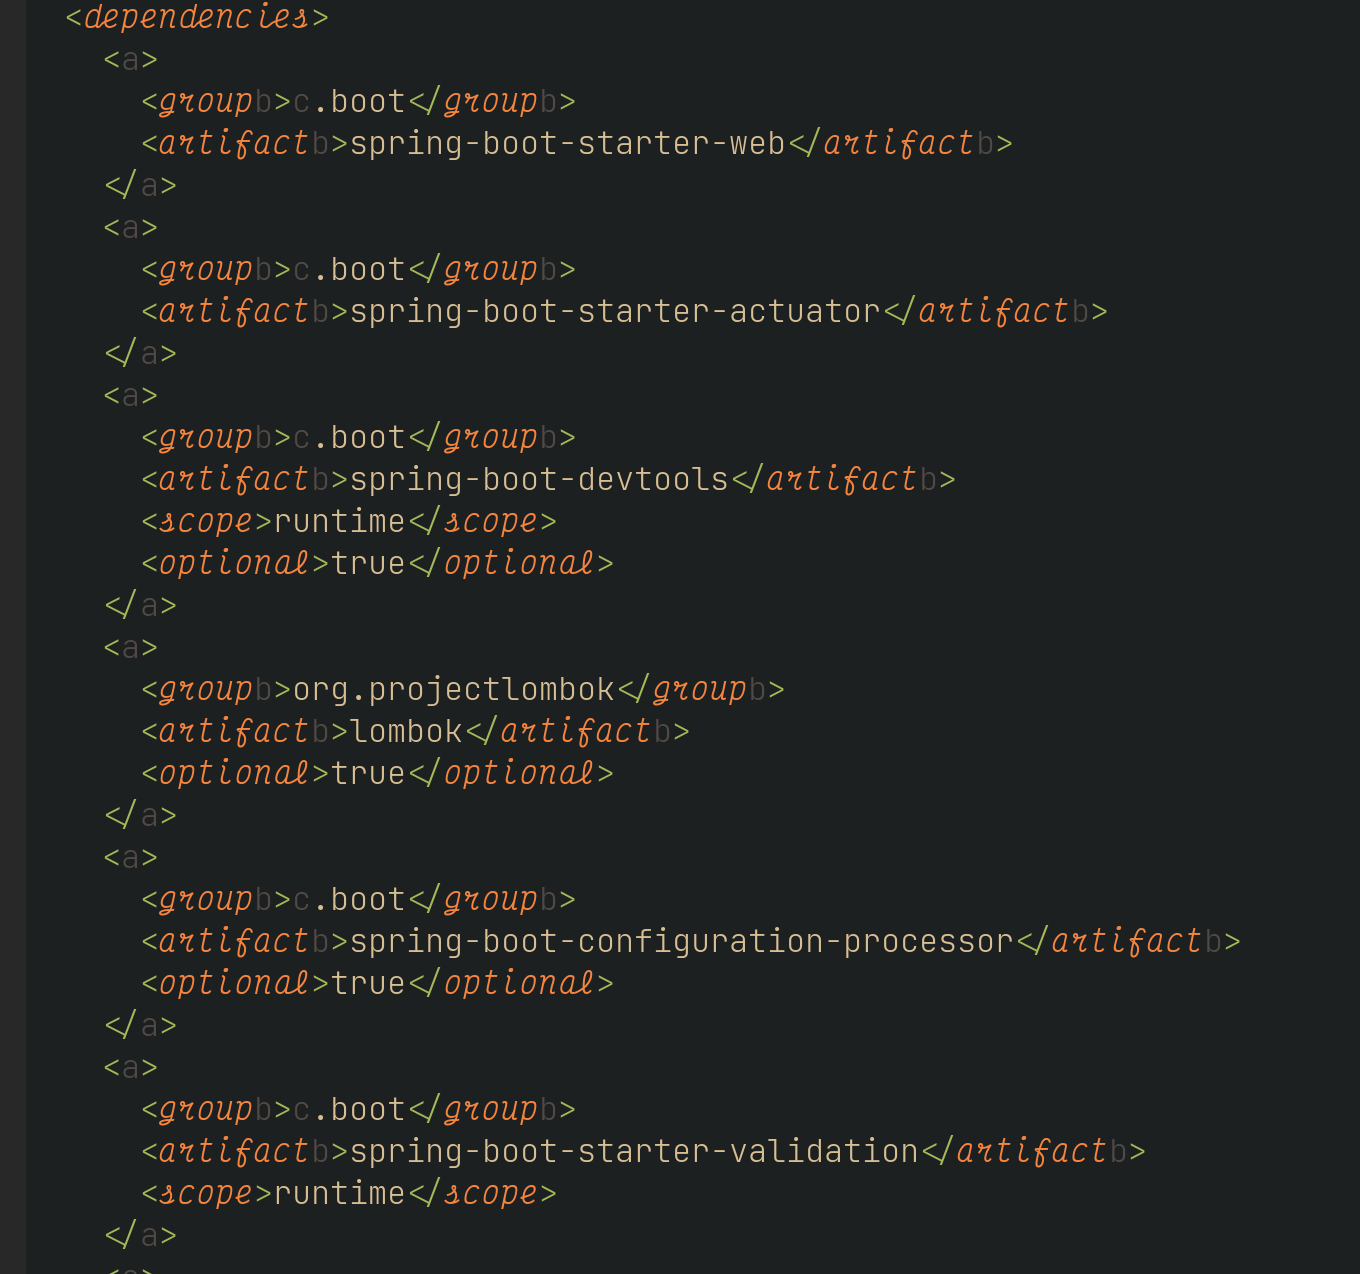 <dependencies>
<a>
<groupb>c.boot</groupb>
<artifactb>spring-boot-starter-web</artifactb>
</a>
<a>
<groupb>c.boot</groupb>
<artifactb>spring-boot-starter-actuator</artifactb>
</a>
<a>
<groupb>c.boot</groupb>
<artifactb>spring-boot-devtools</artifactb>
<scope>runtime</scope>
<optional>true</optional>
</a>
<a>
<groupb>org.projectlombok</groupb>
<artifactb>lombok</artifactb>
<optional>true</optional>
</a>
<a>
<groupb>c.boot</groupb>
<artifactb>spring-boot-configuration-processor</artifactb>
<optional>true</optional>
</a>
<a>
<groupb>c.boot</groupb>
<artifactb>spring-boot-starter-validation</artifactb>
<scope>runtime</scope>
</a>